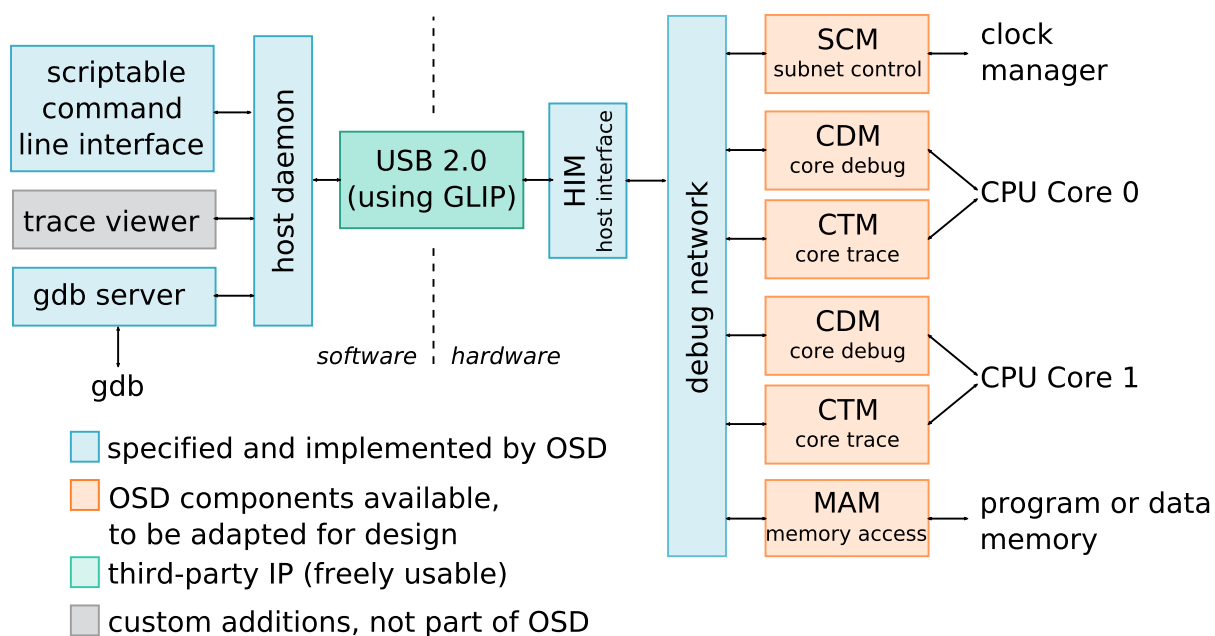 scriptable
command
line interface
trace viewer
gdb server
gdb
host daemon
USB 2.0
(using GLIP)
software
hardware
HIM
host interface
debug network
SCM
subnet control
clock
manager
CDM
core debug
CTM
core trace
CPU Core 0
CDM
core debug
CTM
core trace
CPU Core 1
MAM
memory access
program or data
memory
specified and implemented by OSD
OSD components available,
to be adapted for design
third-party IP (freely usable)
custom additions, not part of OSD